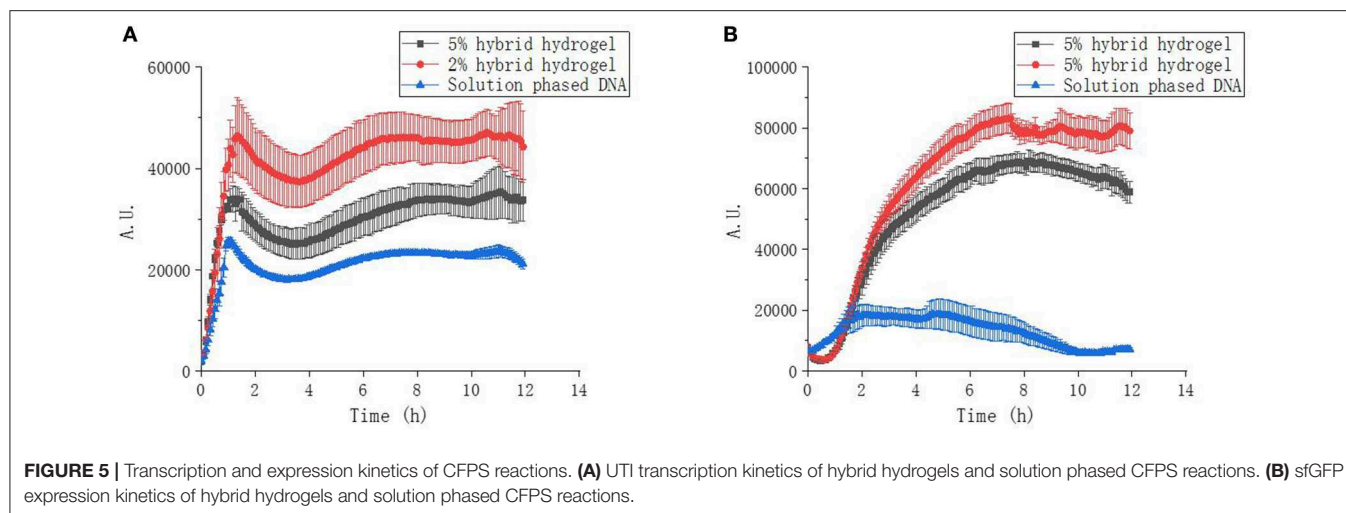 A
5% hybrid hydrogel
2% hybrid hydrogel
Solution phased DNA
60000
40000
20000
0
A.U.
0 2 4 6 8 10 12 14
Time (h)
B
5% hybrid hydrogel
5% hybrid hydrogel
Solution phased DNA
100000
80000
60000
40000
20000
0
A.U.
0 2 4 6 8 10 12 14
Time (h)
FIGURE 5 | Transcription and expression kinetics of CFPS reactions. (A) UTI transcription kinetics of hybrid hydrogels and solution phased CFPS reactions. (B) sfGFP
expression kinetics of hybrid hydrogels and solution phased CFPS reactions.